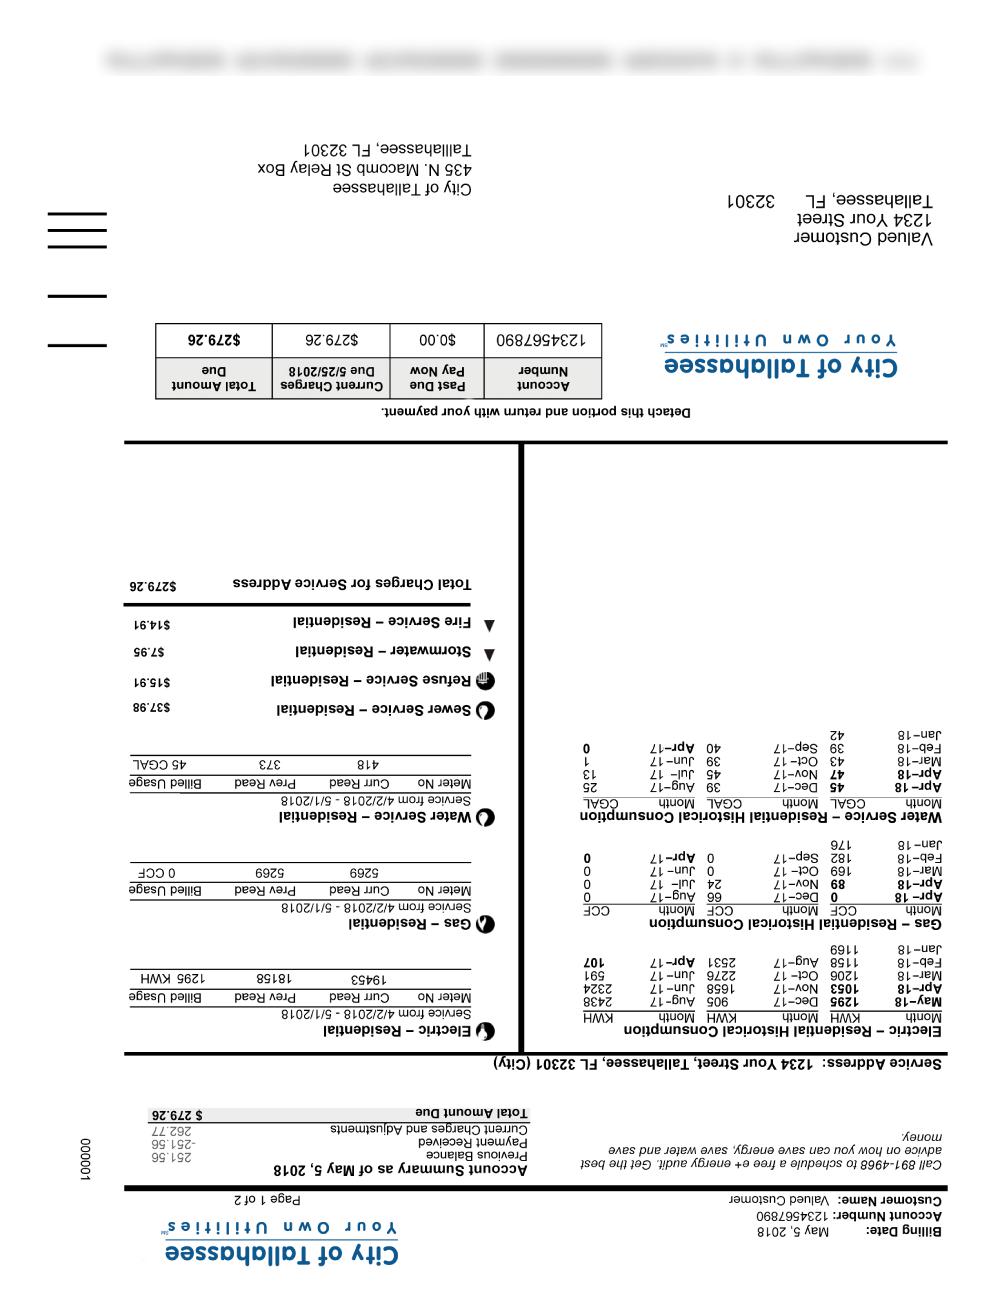 Billing Date: May 5, 2018
Account Number: 1234567890
Customer Name: Valued Customer
City of Tallahassee
Your Own Utilities℠
Page 1 of 2
000001
Call 891-4968 to schedule a free e+ energy audit. Get the best
advice on how you can save energy, save water and save
money.
Account Summary as of May 5, 2018
Previous Balance 251.56
Payment Received -251.56
Current Charges and Adjustments 262.77
Total Amount Due $ 279.26
Service Address: 1234 Your Street, Tallahassee, FL 32301 (City)
Electric – Residential Historical Consumption
Month KWH Month KWH Month KWH
May–18 1295 Dec–17 905 Aug-17 2438
Apr–18 1053 Nov–17 1658 Jun–17 2324
Mar–18 1206 Oct–17 2276 Jun–17 591
Feb–18 1158 Aug–17 2531 Apr–17 107
Jan–18 1169
Gas – Residential Historical Consumption
Month CCF Month CCF Month CCF
Apr–18 0 Dec–17 66 Aug–17 0
Apr–18 89 Nov–17 24 Jul–17 0
Mar–18 169 Oct–17 0 Jun–17 0
Feb–18 182 Sep–17 0 Apr–17 0
Jan–18 176
Water Service – Residential Historical Consumption
Month CGAL Month CGAL Month CGAL
Apr–18 45 Dec–17 39 Aug–17 25
Apr–18 47 Nov–17 45 Jul–17 13
Mar–18 43 Oct–17 39 Jun–17 1
Feb–18 39 Sep–17 40 Apr–17 0
Jan–18 42
Electric – Residential
Service from 4/2/2018 - 5/1/2018
Meter No Curr Read Prev Read Billed Usage
19453 18158 1295 KWH
Gas – Residential
Service from 4/2/2018 - 5/1/2018
Meter No Curr Read Prev Read Billed Usage
5269 5269 0 CCF
Water Service – Residential
Service from 4/2/2018 - 5/1/2018
Meter No Curr Read Prev Read Billed Usage
418 373 45 CGAL
Sewer Service – Residential $37.98
Refuse Service – Residential $15.91
Stormwater – Residential $7.95
Fire Service – Residential $14.91
Total Charges for Service Address $279.26
Detach this portion and return with your payment.
City of Tallahassee
Your Own Utilities℠
Account Number Past Due Pay Now Current Charges Due 5/25/2018 Total Amount Due
1234567890 $0.00 $279.26 $279.26
Valued Customer
1234 Your Street
Tallahassee, FL 32301
City of Tallahassee
435 N. Macomb St Relay Box
Tallahassee, FL 32301